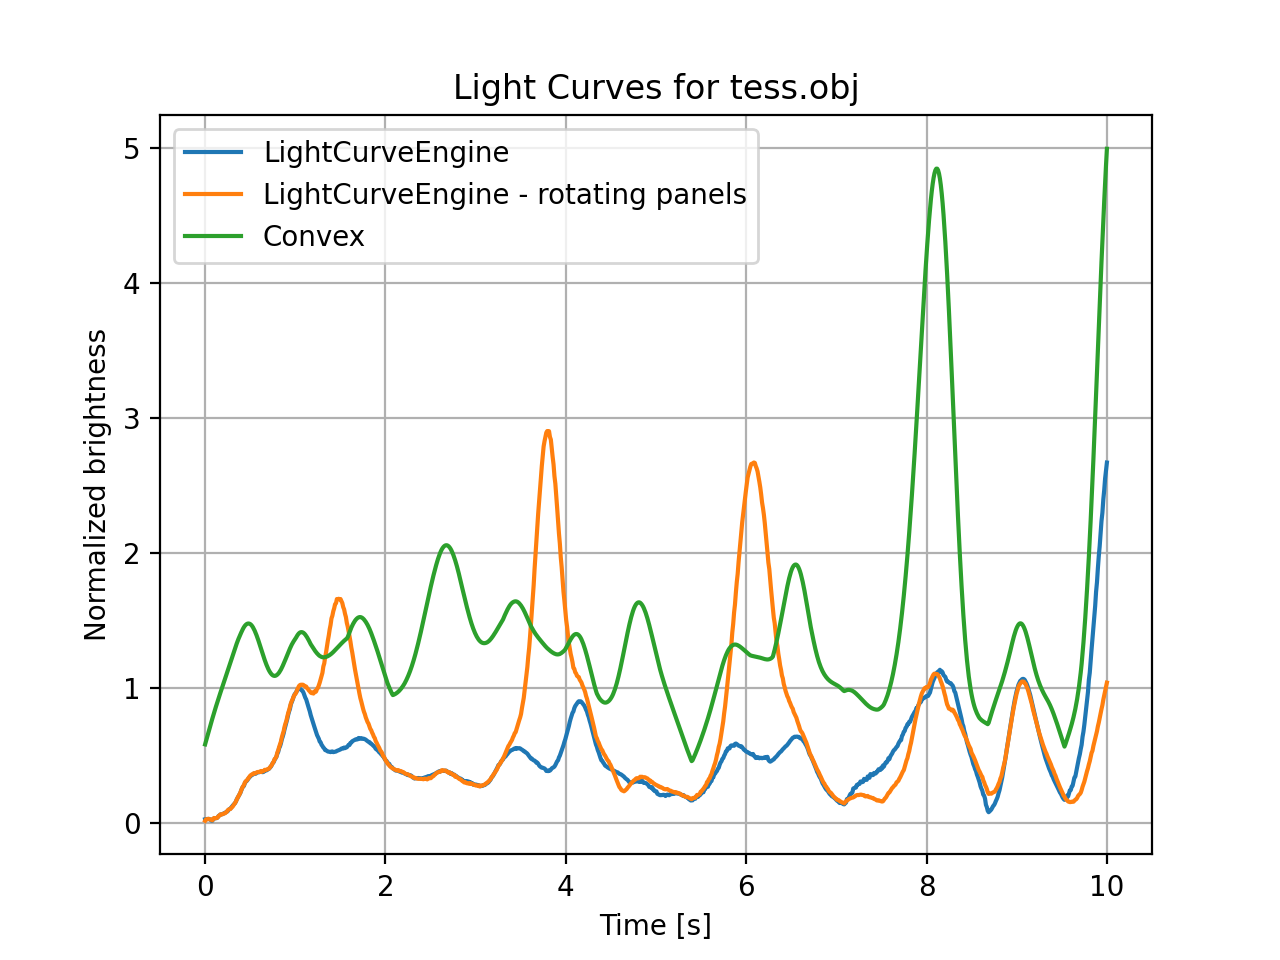 Light Curves for tess.obj
LightCurveEngine
LightCurveEngine - rotating panels
Convex
Normalized brightness
5
4
3
2
1
0
0 2 4 6 8 10
Time [s]